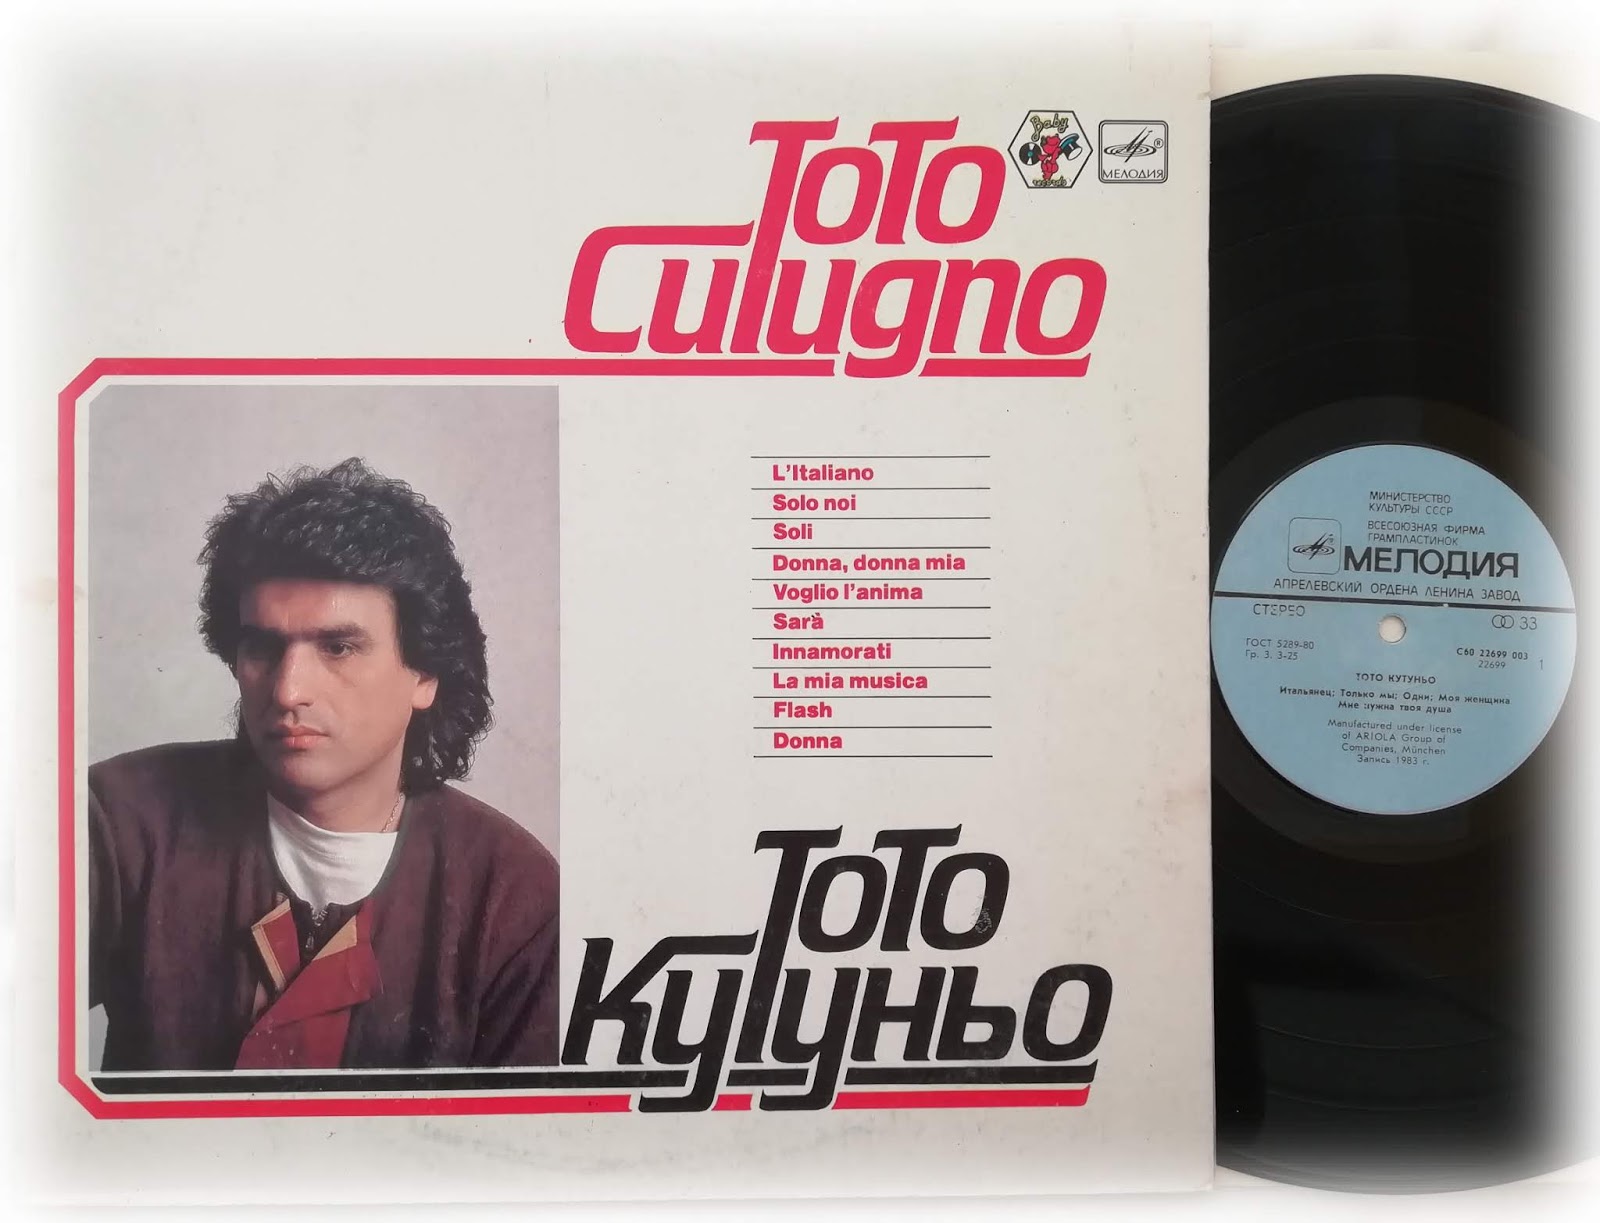 Toto
Cutugno
Baby
records
МЕЛОДИЯ
L'Italiano
Solo noi
Soli
Donna, donna mia
Voglio l'anima
Sarà
Innamorati
La mia musica
Flash
Donna
Тото
Кутуньо
МИНИСТЕРСТВО
КУЛЬТУРЫ СССР
ВСЕСОЮЗНАЯ ФИРМА
ГРАМПЛАСТИНОК
МЕЛОДИЯ
АПРЕЛЕВСКИЙ ОРДЕНА ЛЕНИНА ЗАВОД
СТЕРЕО
33
ГОСТ 5289-80
Гр. 3. 3-25
С60 22699 003
22699
1
ТОТО КУТУНЬО
Итальянец; Только мы; Одни; Моя женщина
Мне нужна твоя душа
Manufactured under license
of ARIOLA Group of
Companies, München
Запись 1983 г.